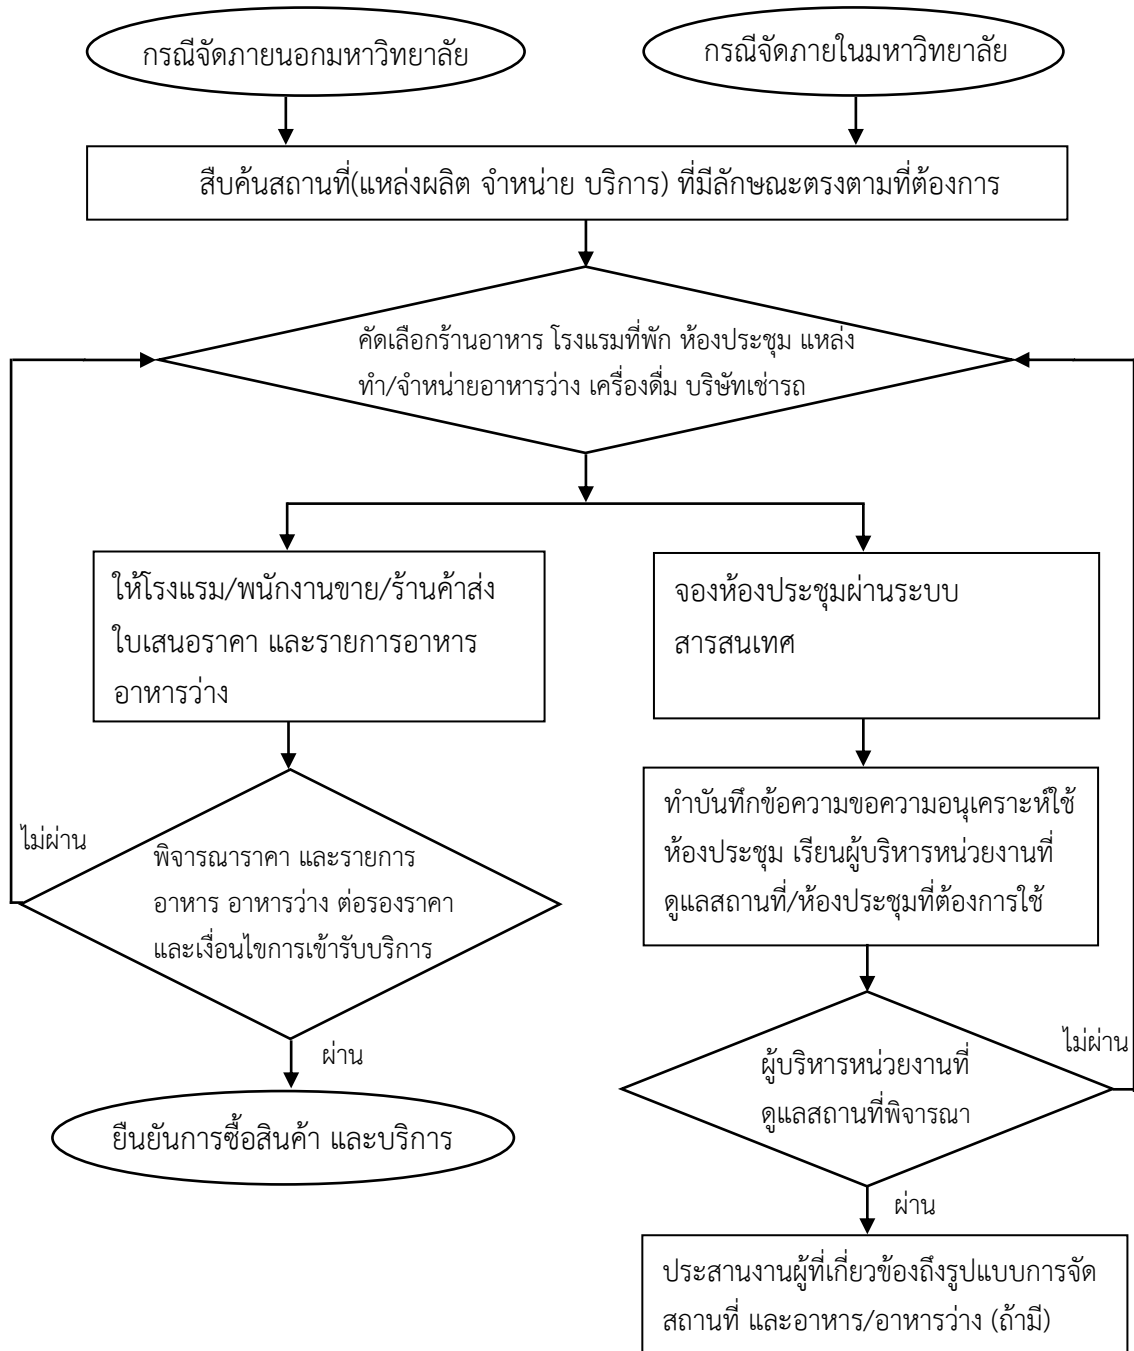 กรณีจัดภายนอกมหาวิทยาลัย
กรณีจัดภายในมหาวิทยาลัย
สืบค้นสถานที่(แหล่งผลิต จำหน่าย บริการ) ที่มีลักษณะตรงตามที่ต้องการ
คัดเลือกร้านอาหาร โรงแรมที่พัก ห้องประชุม แหล่ง
ทำ/จำหน่ายอาหารว่าง เครื่องดื่ม บริษัทเช่ารถ
ให้โรงแรม/พนักงานขาย/ร้านค้าส่ง
ใบเสนอราคา และรายการอาหาร
อาหารว่าง
ไม่ผ่าน
พิจารณาราคา และรายการ
อาหาร อาหารว่าง ต่อรองราคา
และเงื่อนไขการเข้ารับบริการ
ผ่าน
ยืนยันการซื้อสินค้า และบริการ
จองห้องประชุมผ่านระบบ
สารสนเทศ
ทำบันทึกข้อความขอความอนุเคราะห์ใช้
ห้องประชุม เรียนผู้บริหารหน่วยงานที่
ดูแลสถานที่/ห้องประชุมที่ต้องการใช้
ไม่ผ่าน
ผู้บริหารหน่วยงานที่
ดูแลสถานที่พิจารณา
ผ่าน
ประสานงานผู้ที่เกี่ยวข้องถึงรูปแบบการจัด
สถานที่ และอาหาร/อาหารว่าง (ถ้ามี)